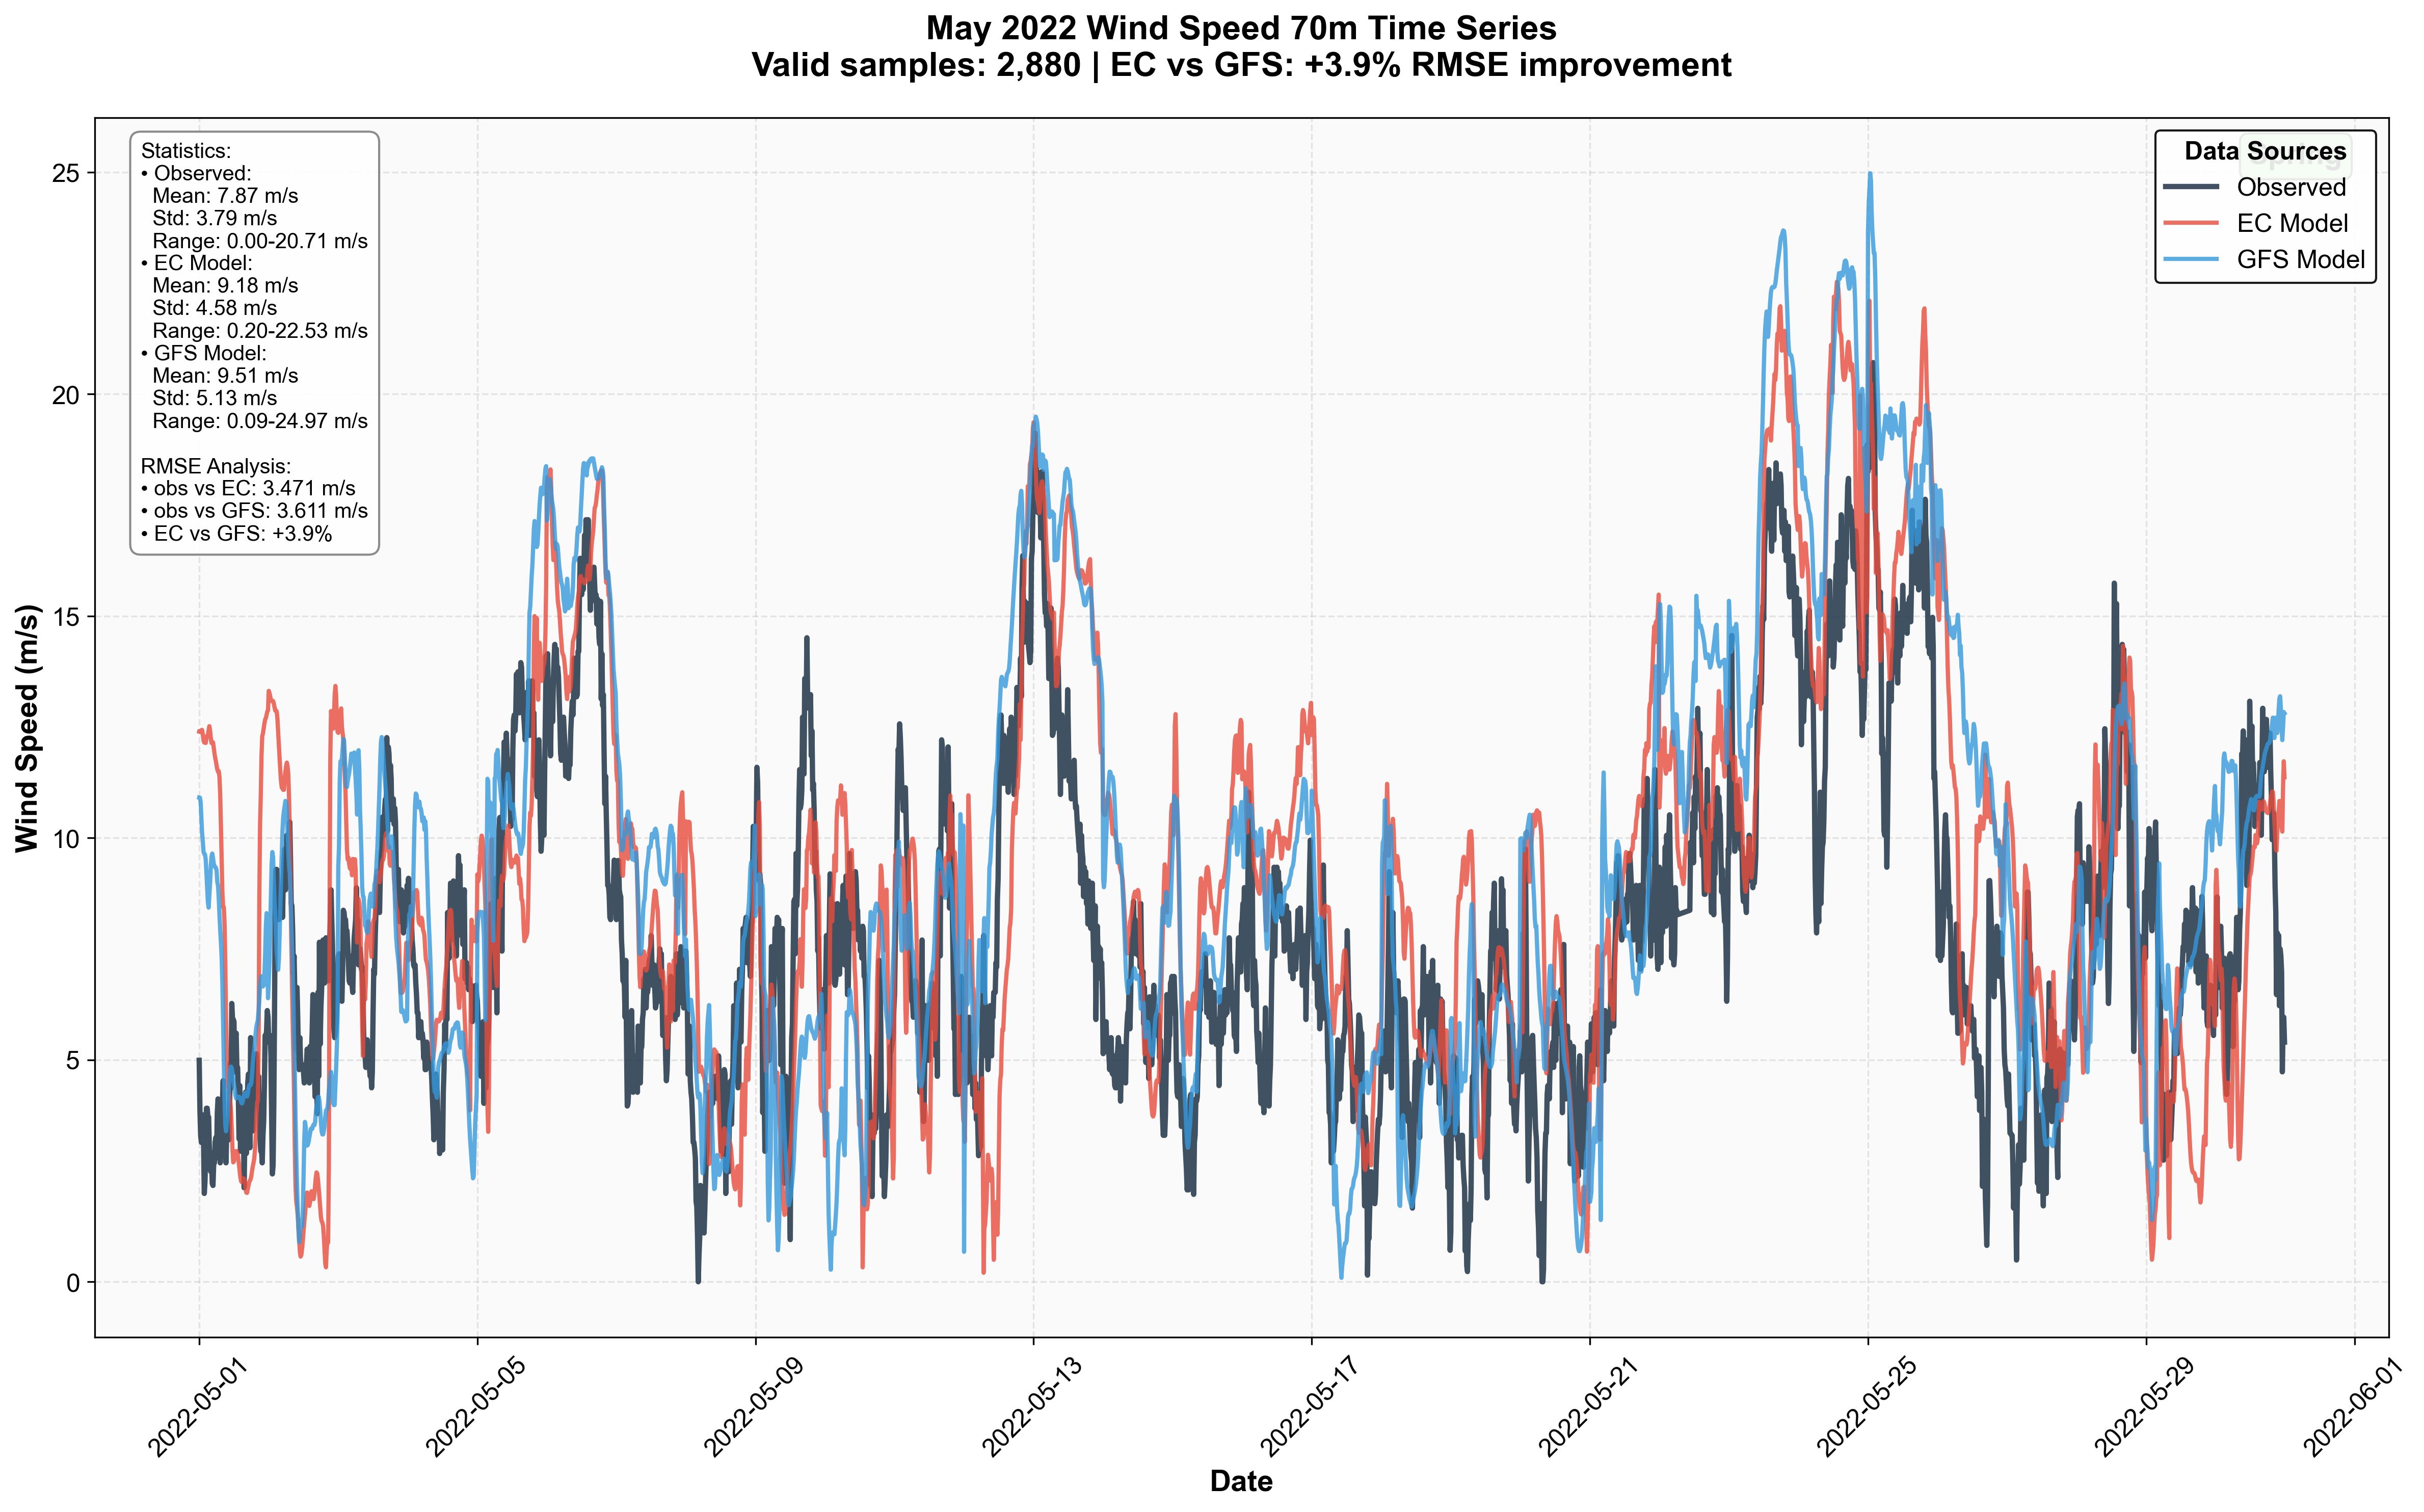 May 2022 Wind Speed 70m Time Series
Valid samples: 2,880 | EC vs GFS: +3.9% RMSE improvement
Statistics:
• Observed:
Mean: 7.87 m/s
Std: 3.79 m/s
Range: 0.00-20.71 m/s
• EC Model:
Mean: 9.18 m/s
Std: 4.58 m/s
Range: 0.20-22.53 m/s
• GFS Model:
Mean: 9.51 m/s
Std: 5.13 m/s
Range: 0.09-24.97 m/s
RMSE Analysis:
• obs vs EC: 3.471 m/s
• obs vs GFS: 3.611 m/s
• EC vs GFS: +3.9%
Data Sources
Observed
EC Model
GFS Model
Wind Speed (m/s)
25
20
15
10
5
0
2022-05-01
2022-05-05
2022-05-09
2022-05-13
2022-05-17
2022-05-21
2022-05-25
2022-05-29
2022-06-01
Date